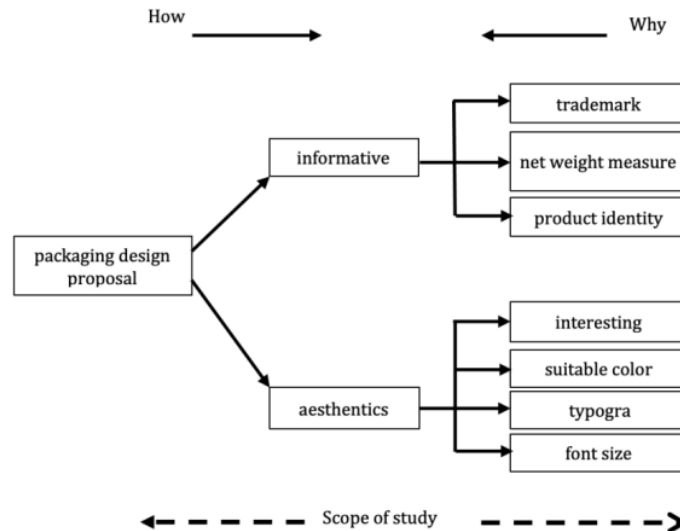 How
Why
trademark
informative
net weight measure
product identity
packaging design
proposal
interesting
suitable color
aesthentics
typogra
font size
Scope of study